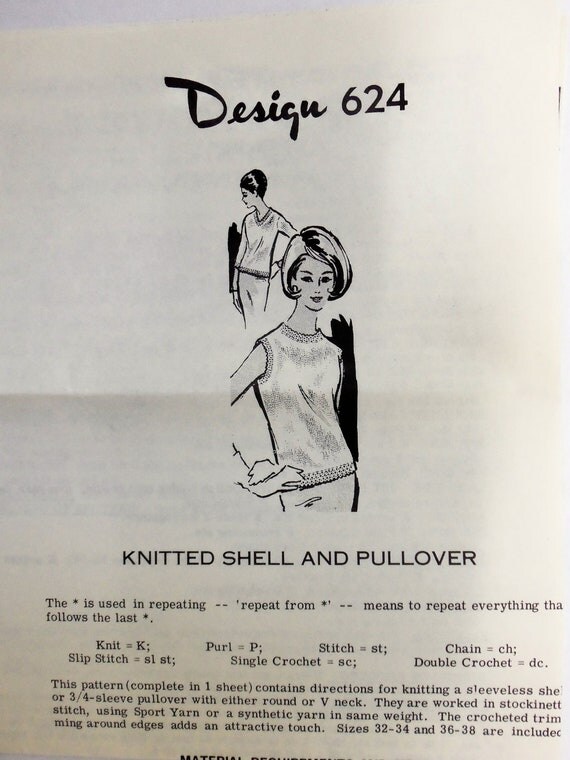 Design 624
KNITTED SHELL AND PULLOVER
The * is used in repeating -- 'repeat from *' -- means to repeat everything tha
follows the last *.
Knit = K; Purl = P; Stitch = st; Chain = ch;
Slip Stitch = sl st; Single Crochet = sc; Double Crochet = dc.
This pattern (complete in 1 sheet) contains directions for knitting a sleeveless shel
or 3/4-sleeve pullover with either round or V neck. They are worked in stockinett
stitch, using Sport Yarn or a synthetic yarn in same weight. The crocheted trim
ming around edges adds an attractive touch. Sizes 32-34 and 36-38 are included